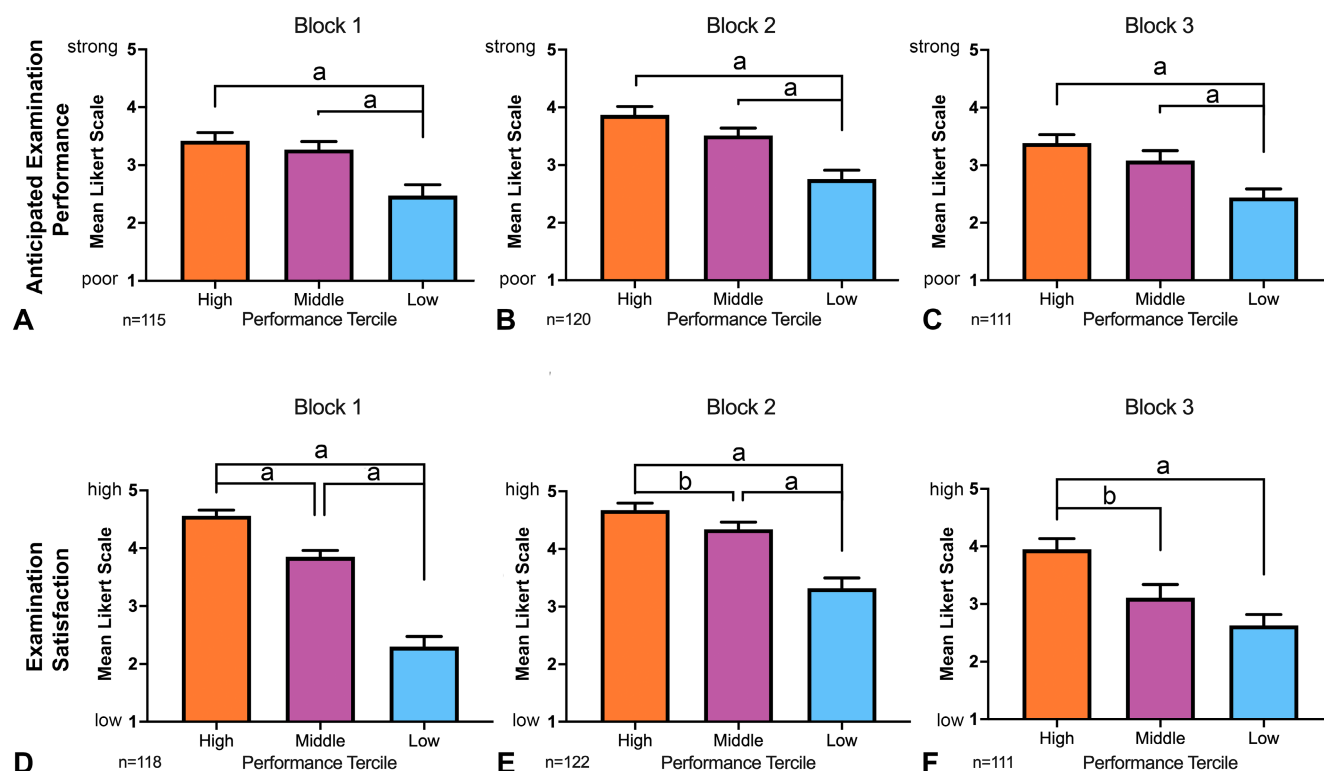 Block 1
Block 2
Block 3
Anticipated Examination
Performance
Mean Likert Scale
strong 5
4
3
2
poor 1
a
a
High Middle Low
A n=115 Performance Tercile
Mean Likert Scale
strong 5
4
3
2
poor 1
a
a
High Middle Low
B n=120 Performance Tercile
Mean Likert Scale
strong 5
4
3
2
poor 1
a
a
High Middle Low
C n=111 Performance Tercile
Block 1
Block 2
Block 3
Examination
Satisfaction
Mean Likert Scale
high 5
4
3
2
low 1
a
a a
High Middle Low
D n=118 Performance Tercile
Mean Likert Scale
high 5
4
3
2
low 1
a
b a
High Middle Low
E n=122 Performance Tercile
Mean Likert Scale
high 5
4
3
2
low 1
a
b
High Middle Low
F n=111 Performance Tercile